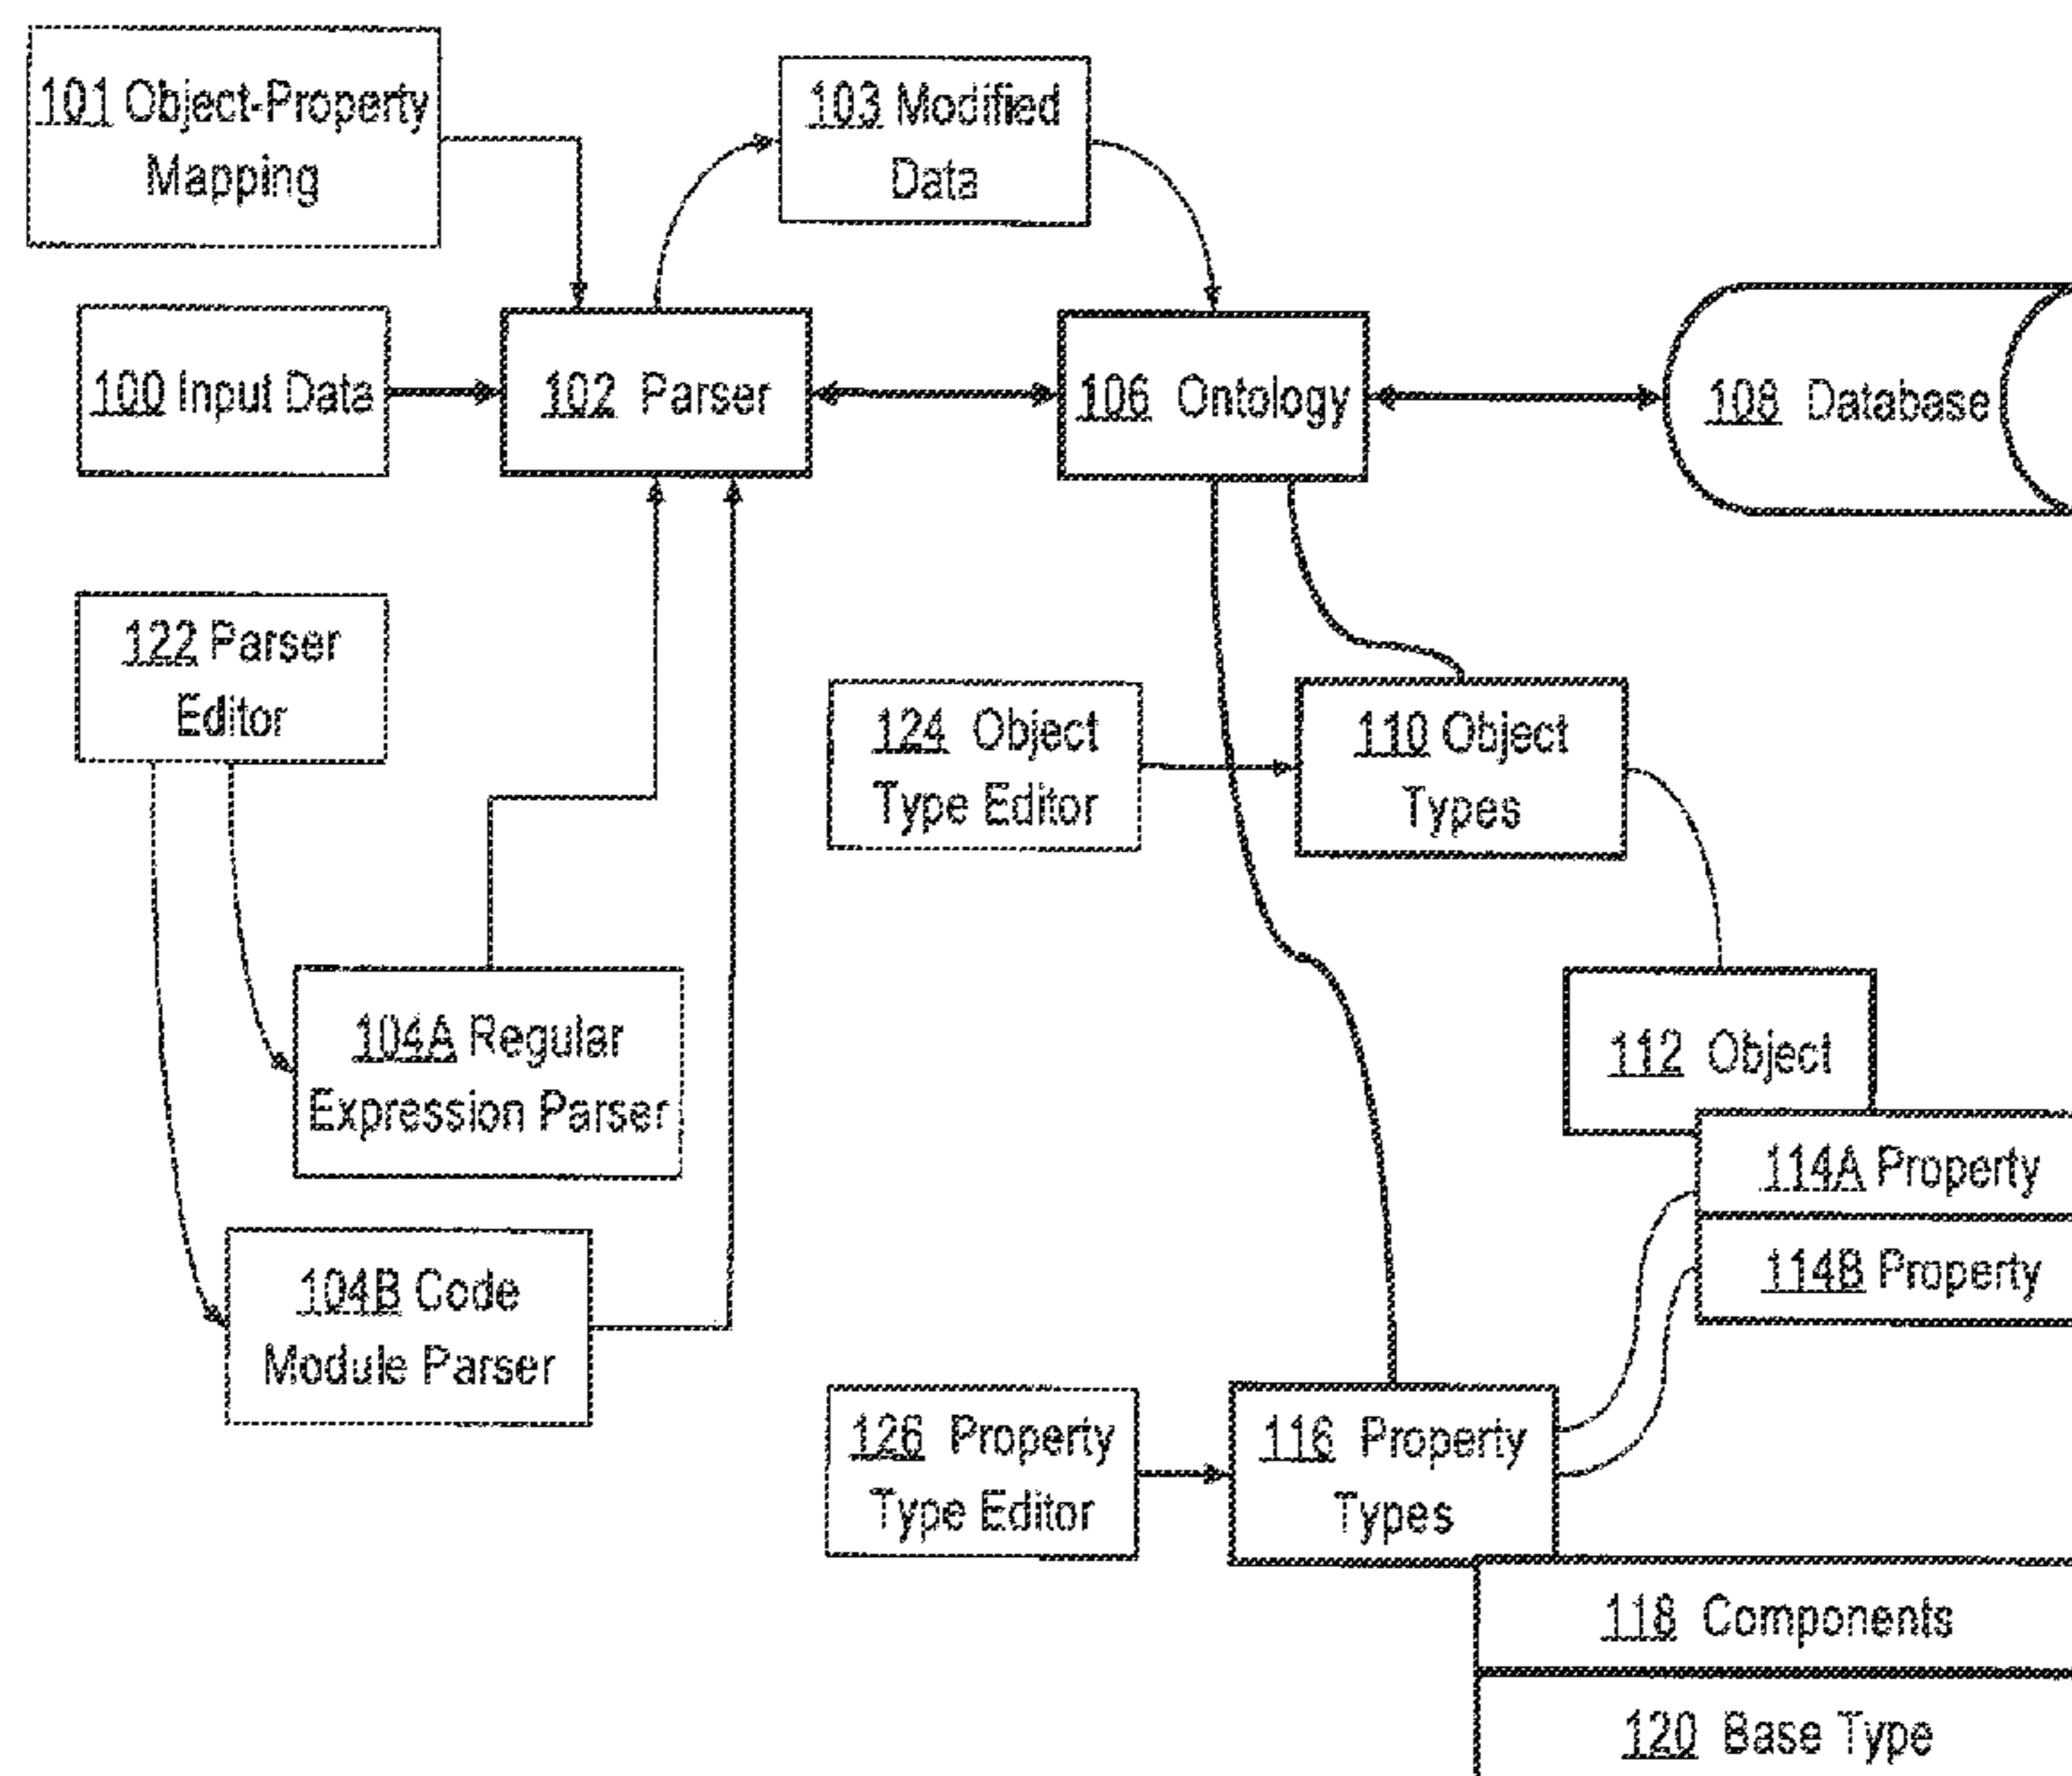 101 Object-Property
Mapping
103 Modified
Data
100 Input Data
102 Parser
106 Ontology
108 Database
122 Parser
Editor
124 Object
Type Editor
110 Object
Types
104A Regular
Expression Parser
112 Object
114A Property
114B Property
104B Code
Module Parser
126 Property
Type Editor
116 Property
Types
118 Components
120 Base Type